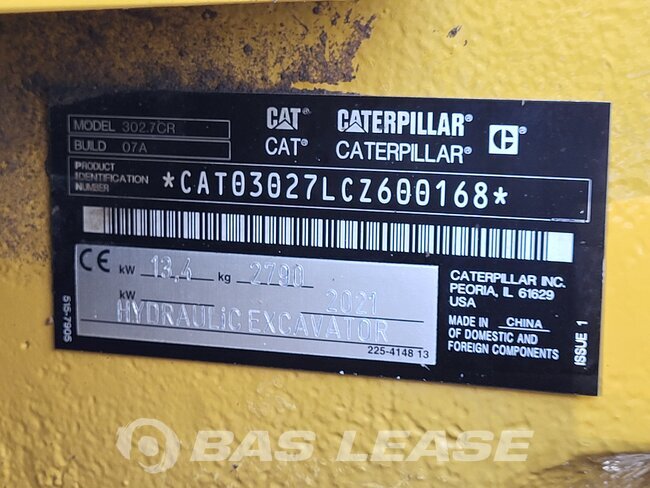 CAT® CATERPILLAR® C
CAT® CATERPILLAR®
MODEL 302.7CR
BUILD 07A
PRODUCT IDENTIFICATION NUMBER *CAT03027LCZ600168*
CE kW 13,4 kg 2790
kW 2021
HYDRAULIC EXCAVATOR
225-4148 13
CATERPILLAR INC.
PEORIA, IL 61629
USA
MADE IN CHINA
OF DOMESTIC AND
FOREIGN COMPONENTS
515-7905
ISSUE 1
BAS LEASE